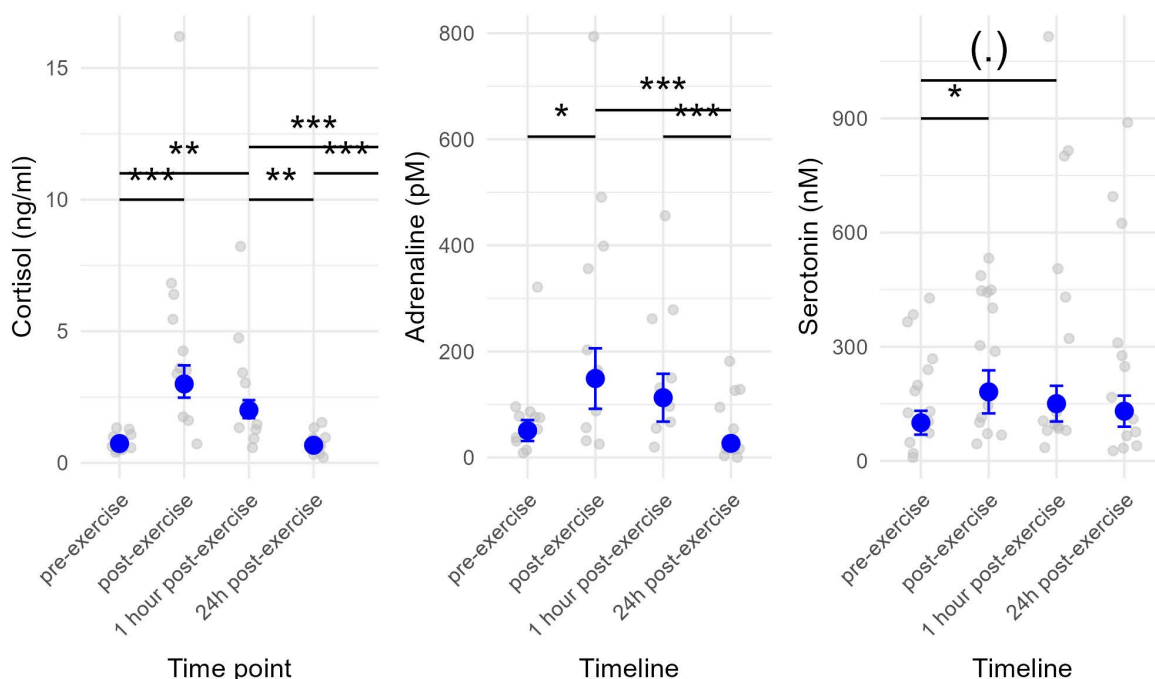 Cortisol (ng/ml)
15
10
5
0
***
**
***
***
**
***
pre-exercise
post-exercise
1 hour post-exercise
24h post-exercise
Time point
Adrenaline (pM)
800
600
400
200
0
***
*
***
pre-exercise
post-exercise
1 hour post-exercise
24h post-exercise
Timeline
Serotonin (nM)
900
600
300
0
(.)
*
pre-exercise
post-exercise
1 hour post-exercise
24h post-exercise
Timeline